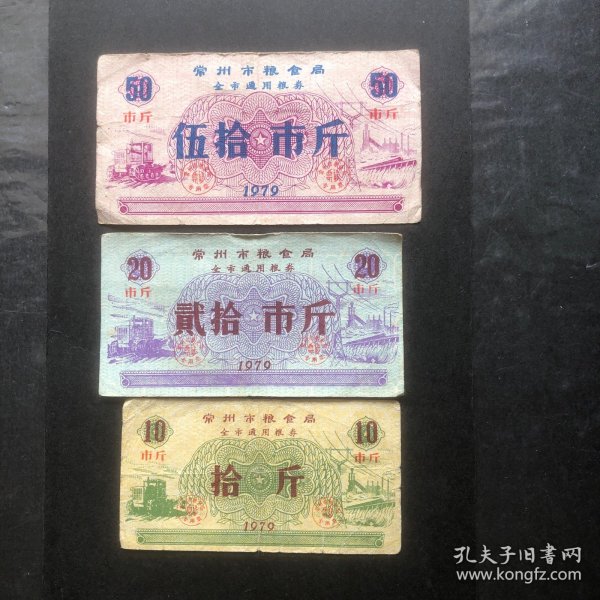 常州市粮食局
全市通用粮券
50 50
市斤 市斤
伍拾市斤
1979
常州市粮食局
全市通用粮券
20 20
市斤 市斤
贰拾市斤
1979
常州市粮食局
全市通用粮券
10 10
市斤 市斤
拾斤
1979
孔夫子旧书网
www.kongfz.com